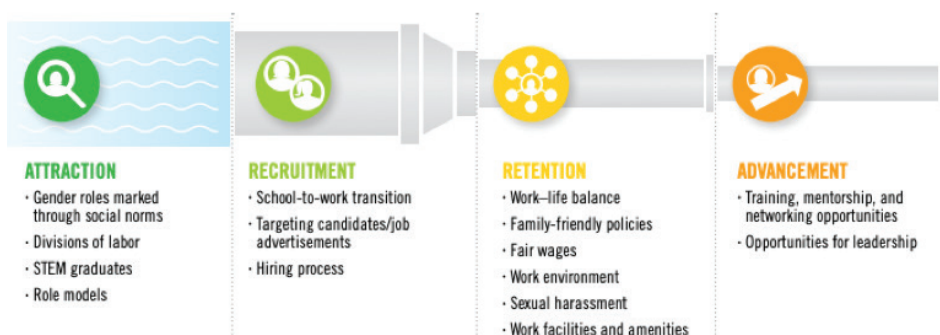 ATTRACTION
· Gender roles marked
through social norms
· Divisions of labor
· STEM graduates
· Role models
RECRUITMENT
· School-to-work transition
· Targeting candidates/job
advertisements
· Hiring process
RETENTION
· Work–life balance
· Family-friendly policies
· Fair wages
· Work environment
· Sexual harassment
· Work facilities and amenities
ADVANCEMENT
· Training, mentorship, and
networking opportunities
· Opportunities for leadership